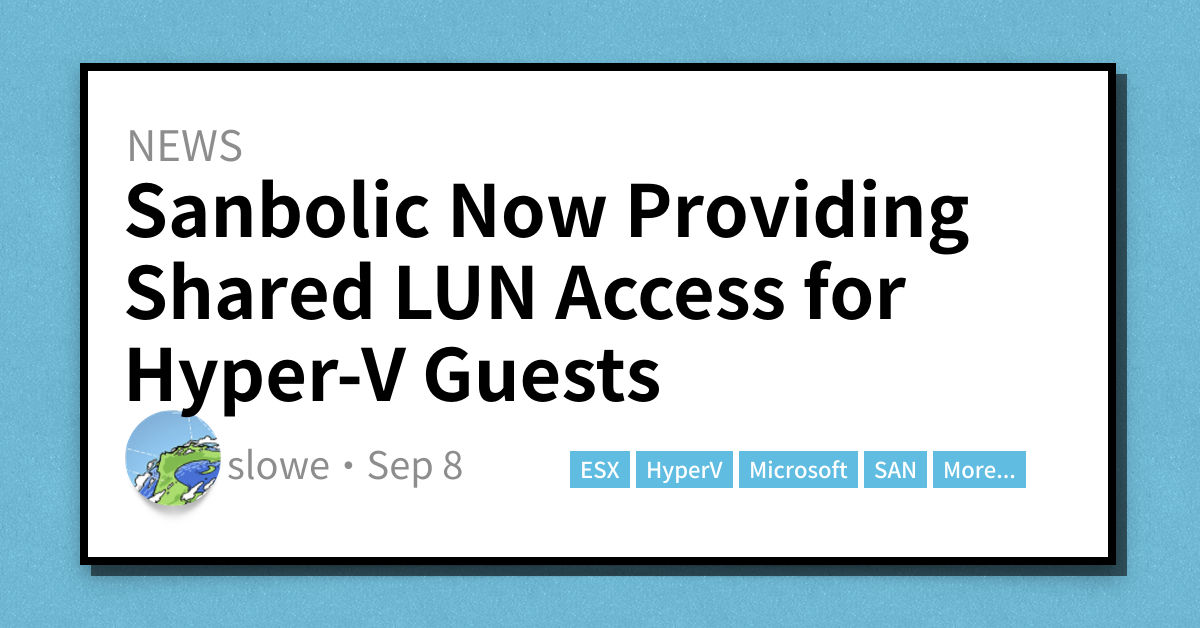 NEWS
Sanbolic Now Providing
Shared LUN Access for
Hyper-V Guests
slowe • Sep 8
ESX HyperV Microsoft SAN More...